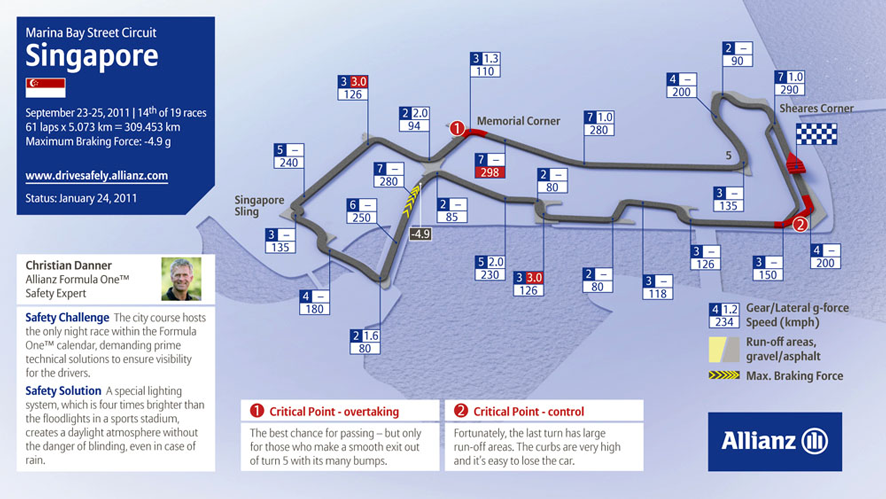 Marina Bay Street Circuit
Singapore
September 23-25, 2011 | 14th of 19 races
61 laps x 5.073 km = 309.453 km
Maximum Braking Force: -4.9 g
www.drivesafely.allianz.com
Status: January 24, 2011
2 –
90
3 1.3
110
4 –
200
7 1.0
290
3 3.0
126
Sheares Corner
2 2.0
94
1
Memorial Corner
7 1.0
280
5 –
240
7 –
280
7 –
298
2 –
80
5
3 –
135
Singapore
Sling
6 –
250
2 –
85
2
3 –
135
-4.9
3 –
126
4 –
200
5 2.0
230
3 3.0
126
2 –
80
3 –
118
3 –
150
4 –
180
2 1.6
80
Christian Danner
Allianz Formula One™
Safety Expert
Safety Challenge The city course hosts
the only night race within the Formula
One™ calendar, demanding prime
technical solutions to ensure visibility
for the drivers.
Safety Solution A special lighting
system, which is four times brighter than
the floodlights in a sports stadium,
creates a daylight atmosphere without
the danger of blinding, even in case of
rain.
1 Critical Point - overtaking
The best chance for passing – but only
for those who make a smooth exit out
of turn 5 with its many bumps.
2 Critical Point - control
Fortunately, the last turn has large
run-off areas. The curbs are very high
and it's easy to lose the car.
4 1.2
234
Gear/Lateral g-force
Speed (kmph)
Run-off areas,
gravel/asphalt
Max. Braking Force
Allianz